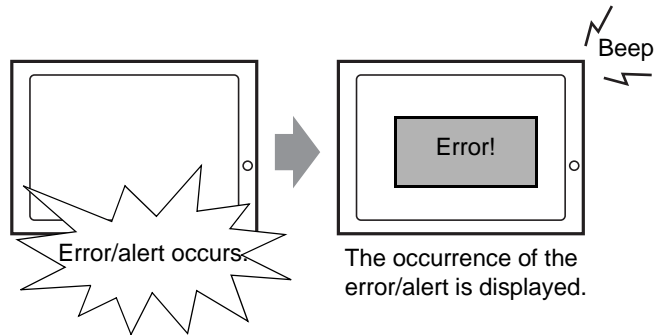 Beep
Error!
Error/alert occurs.
The occurrence of the
error/alert is displayed.